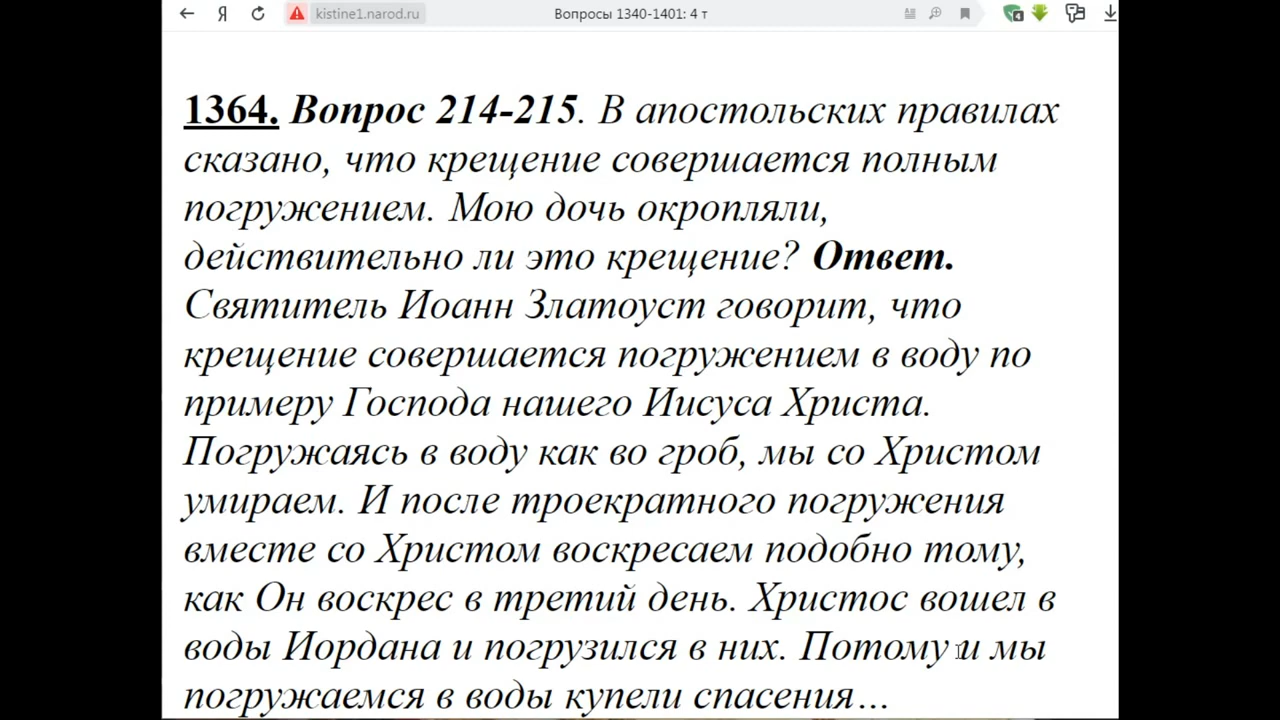 kistine1.narod.ru
Вопросы 1340-1401: 4 т
1364. Вопрос 214-215. В апостольских правилах
сказано, что крещение совершается полным
погружением. Мою дочь окропляли,
действительно ли это крещение? Ответ.
Святитель Иоанн Златоуст говорит, что
крещение совершается погружением в воду по
примеру Господа нашего Иисуса Христа.
Погружаясь в воду как во гроб, мы со Христом
умираем. И после троекратного погружения
вместе со Христом воскресаем подобно тому,
как Он воскрес в третий день. Христос вошел в
воды Иордана и погрузился в них. Потому и мы
погружаемся в воды купели спасения…